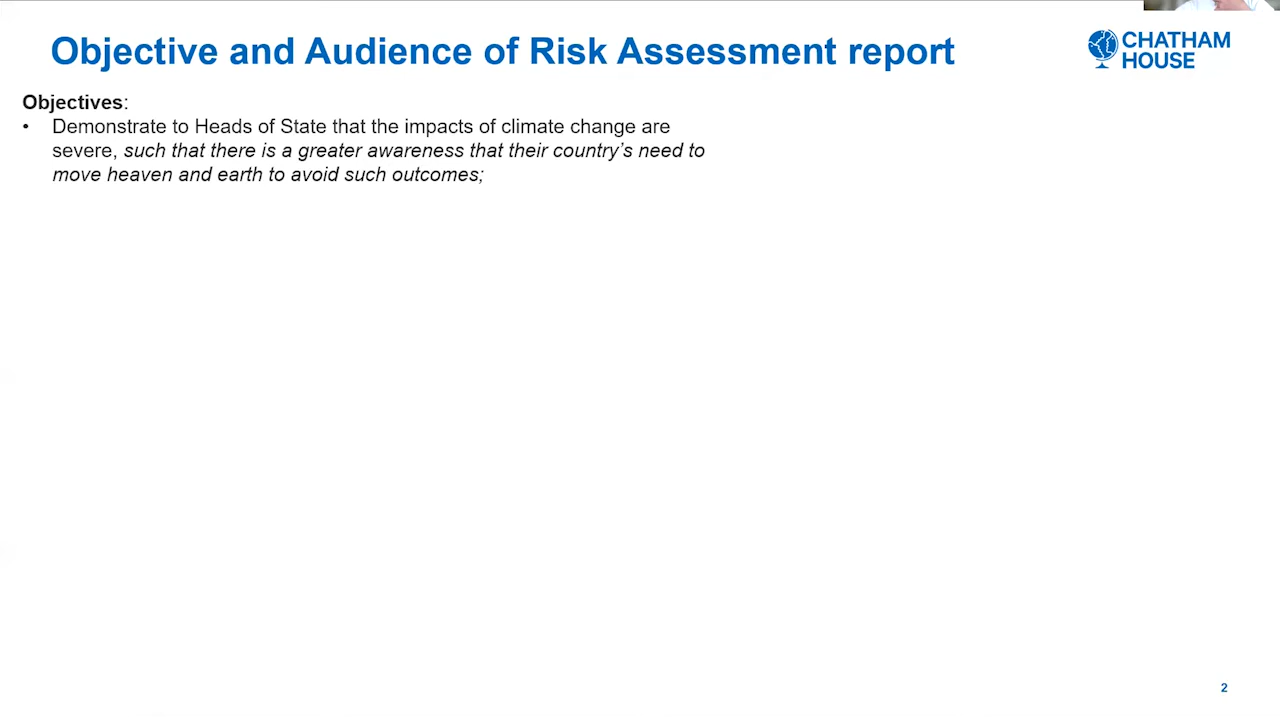 Objective and Audience of Risk Assessment report
CHATHAM
HOUSE
Objectives:
• Demonstrate to Heads of State that the impacts of climate change are
severe, such that there is a greater awareness that their country’s need to
move heaven and earth to avoid such outcomes;
2